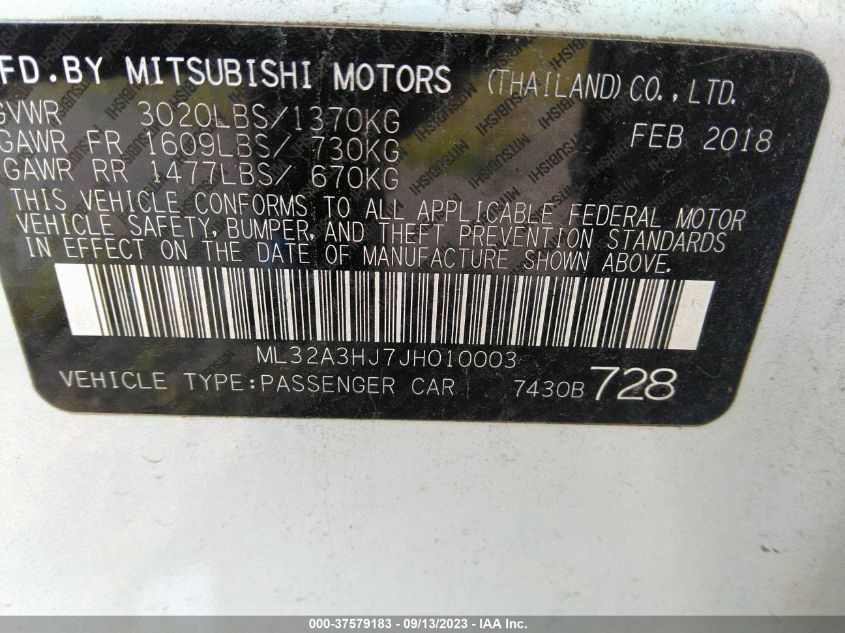 FD.BY MITSUBISHI MOTORS (THAILAND) CO., LTD.
GVWR 3020LBS/1370KG FEB 2018
GAWR FR 1609LBS/ 730KG
GAWR RR 1477LBS/ 670KG
THIS VEHICLE CONFORMS TO ALL APPLICABLE FEDERAL MOTOR
VEHICLE SAFETY, BUMPER, AND THEFT PREVENTION STANDARDS
IN EFFECT ON THE DATE OF MANUFACTURE SHOWN ABOVE.
ML32A3HJ7JH010003
VEHICLE TYPE:PASSENGER CAR 7430B 728
000-37579183 - 09/13/2023 - IAA Inc.